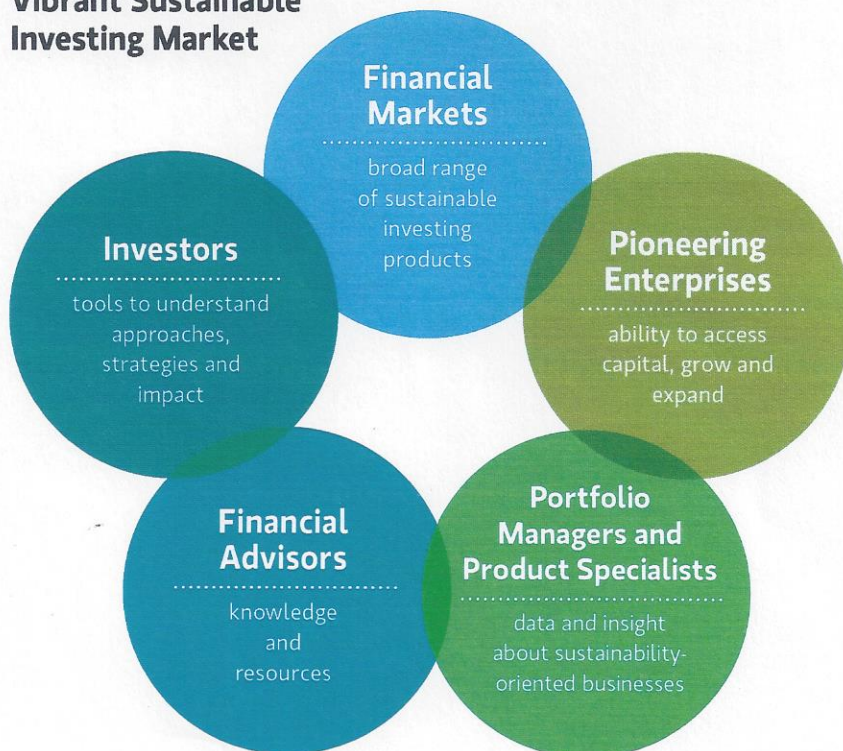 Vibrant Sustainable
Investing Market
Financial
Markets
broad range
of sustainable
investing
products
Pioneering
Enterprises
ability to access
capital, grow and
expand
Portfolio
Managers and
Product Specialists
data and insight
about sustainability-
oriented businesses
Financial
Advisors
knowledge
and
resources
Investors
tools to understand
approaches,
strategies and
impact